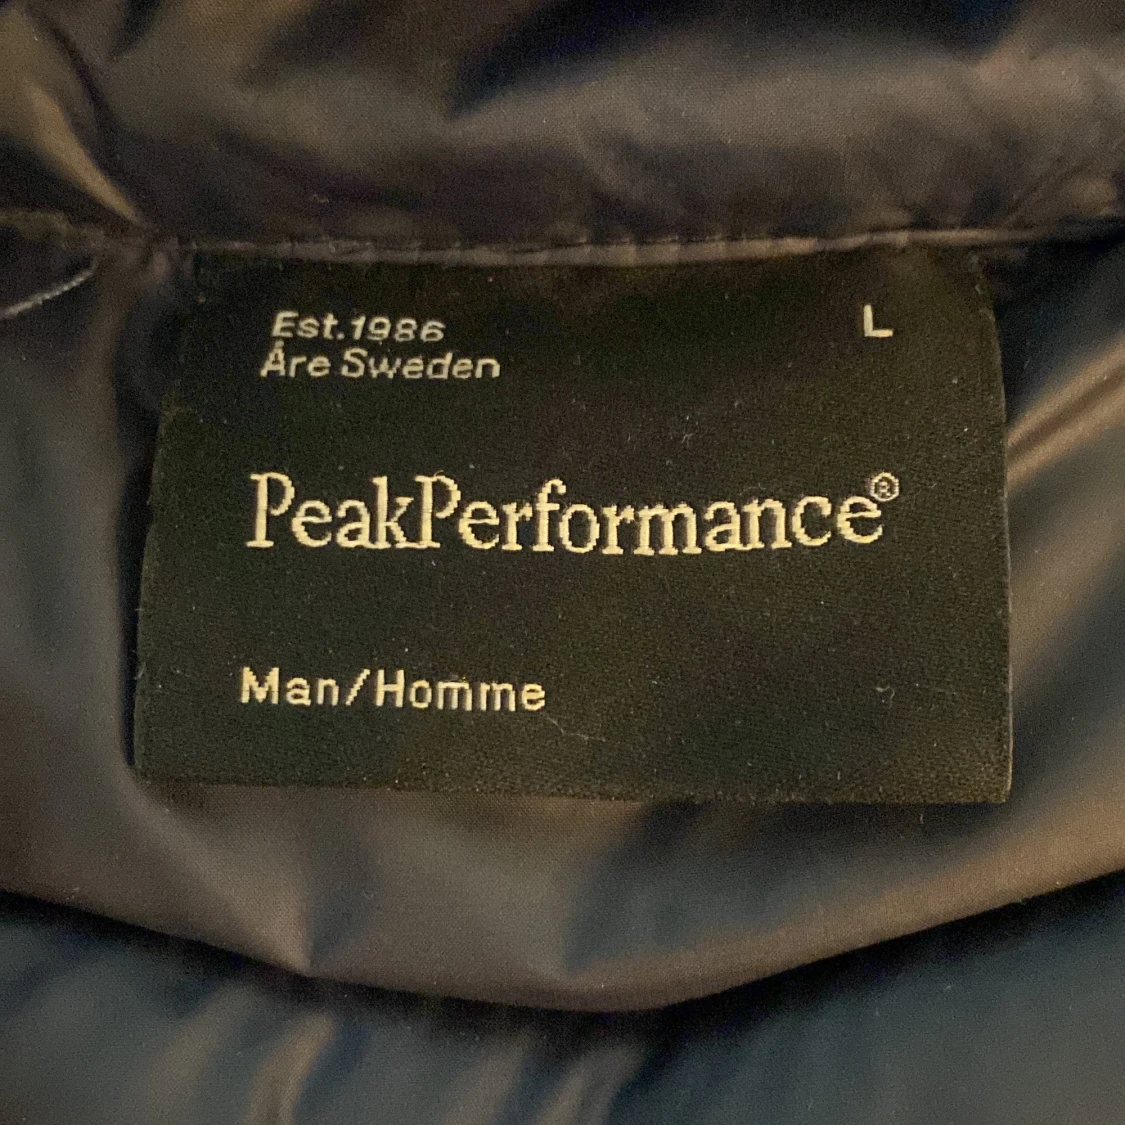 Est.1986
L
Åre Sweden
PeakPerformance®
Man/Homme